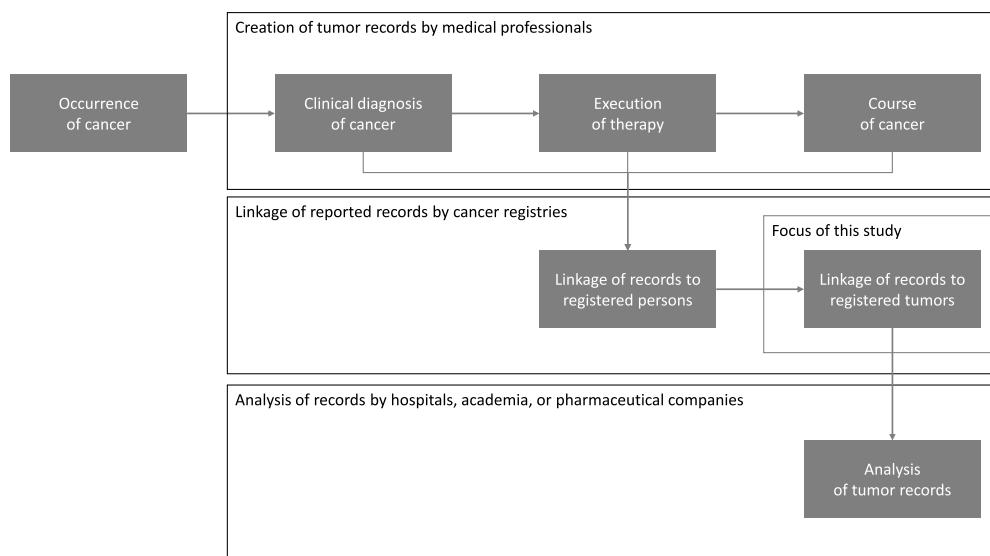 Creation of tumor records by medical professionals
Occurrence
of cancer
Clinical diagnosis
of cancer
Execution
of therapy
Course
of cancer
Linkage of reported records by cancer registries
Focus of this study
Linkage of records to
registered persons
Linkage of records to
registered tumors
Analysis of records by hospitals, academia, or pharmaceutical companies
Analysis
of tumor records